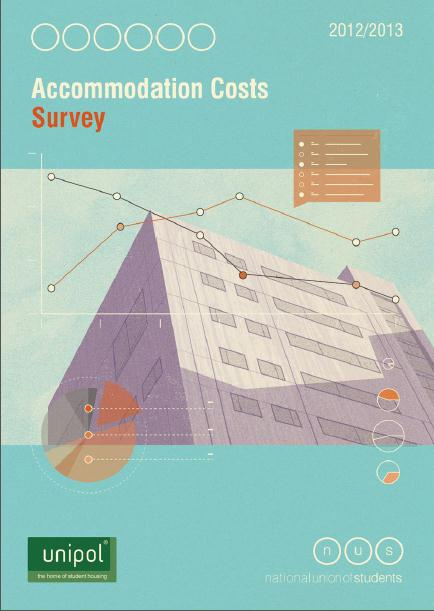 2012/2013
Accommodation Costs
Survey
unipol®
the home of student housing
n u s
nationalunionofstudents